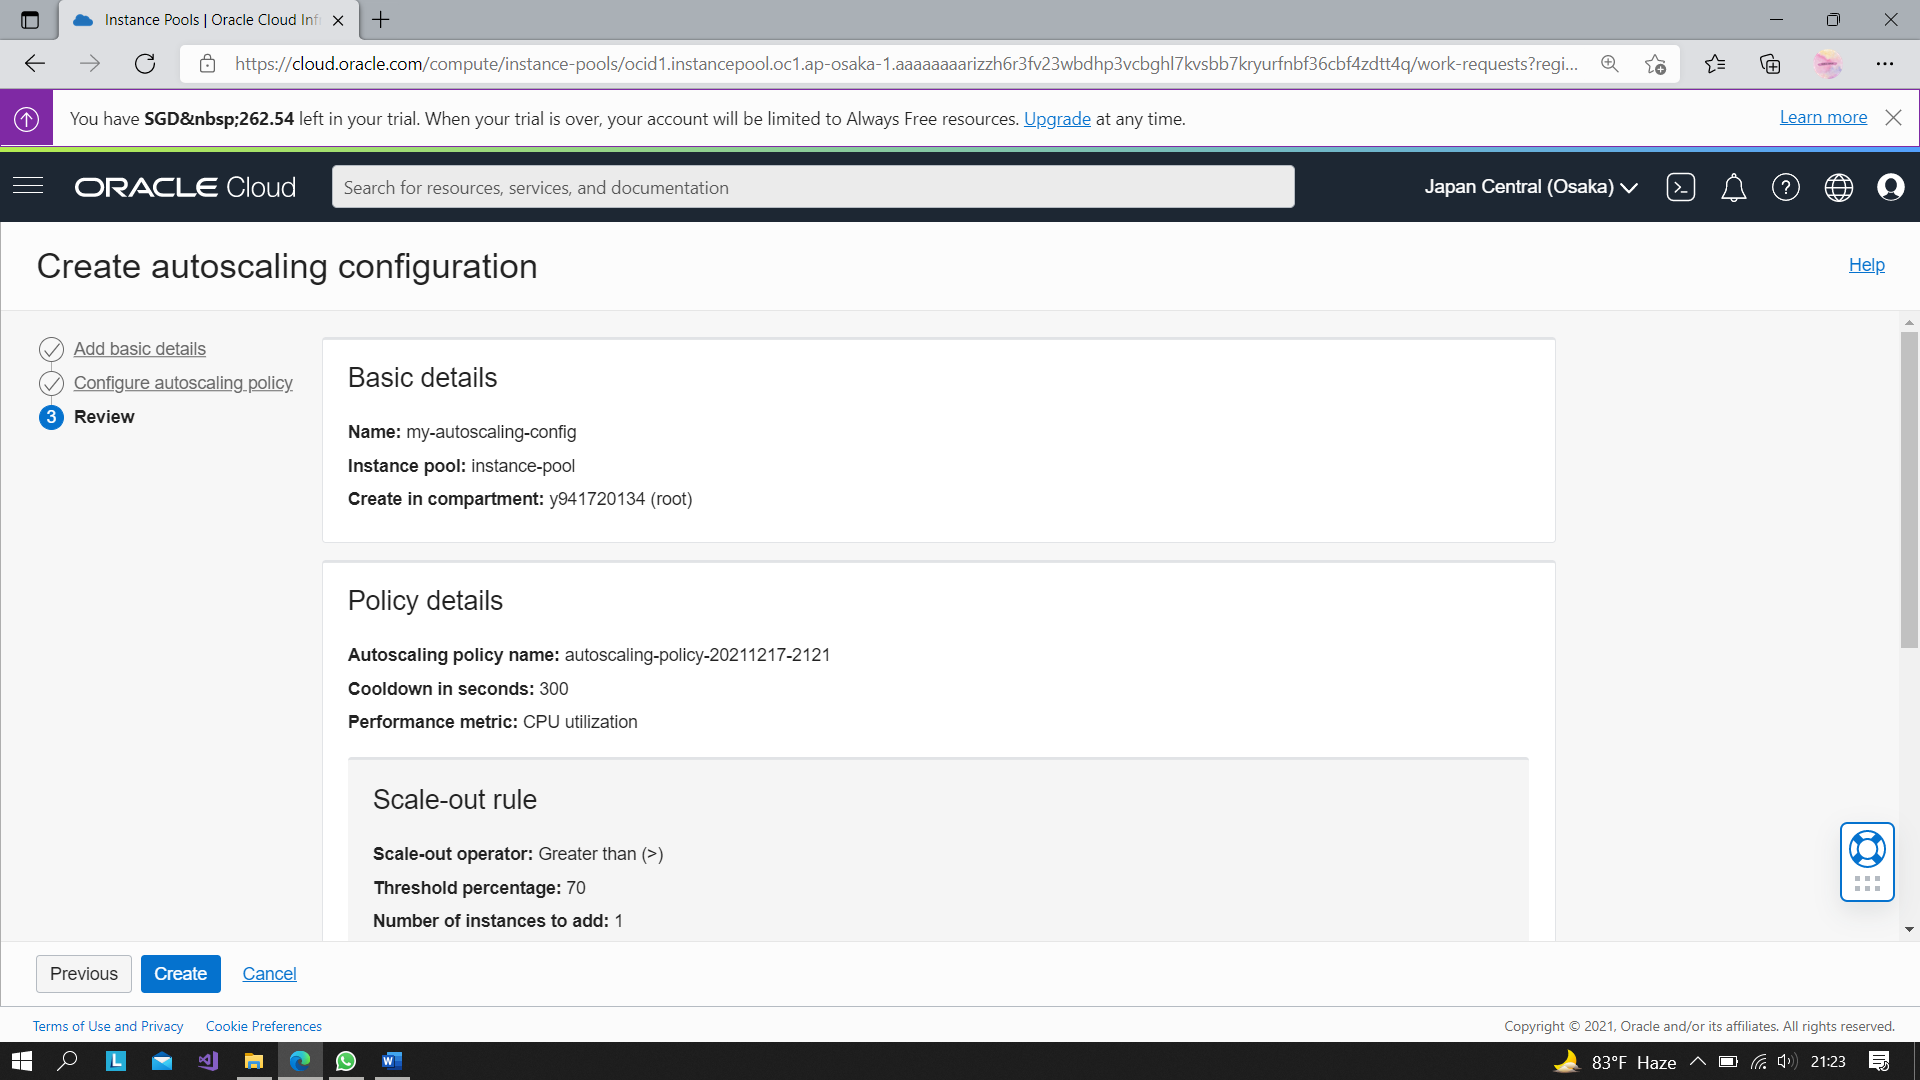 Instance Pools | Oracle Cloud Inf
https://cloud.oracle.com/compute/instance-pools/ocid1.instancepool.oc1.ap-osaka-1.aaaaaaaarizzh6r3fv23wbdhp3vcbghl7kvsbb7kryurfnbf36cbf4zdtt4q/work-requests?regi...
You have SGD&nbsp;262.54 left in your trial. When your trial is over, your account will be limited to Always Free resources. Upgrade at any time.
Learn more
ORACLE Cloud
Search for resources, services, and documentation
Japan Central (Osaka)
Create autoscaling configuration
Help
Add basic details
Configure autoscaling policy
3 Review
Basic details
Name: my-autoscaling-config
Instance pool: instance-pool
Create in compartment: y941720134 (root)
Policy details
Autoscaling policy name: autoscaling-policy-20211217-2121
Cooldown in seconds: 300
Performance metric: CPU utilization
Scale-out rule
Scale-out operator: Greater than (>)
Threshold percentage: 70
Number of instances to add: 1
Previous
Create
Cancel
Terms of Use and Privacy
Cookie Preferences
Copyright © 2021, Oracle and/or its affiliates. All rights reserved.
L
W
83°F Haze
21:23